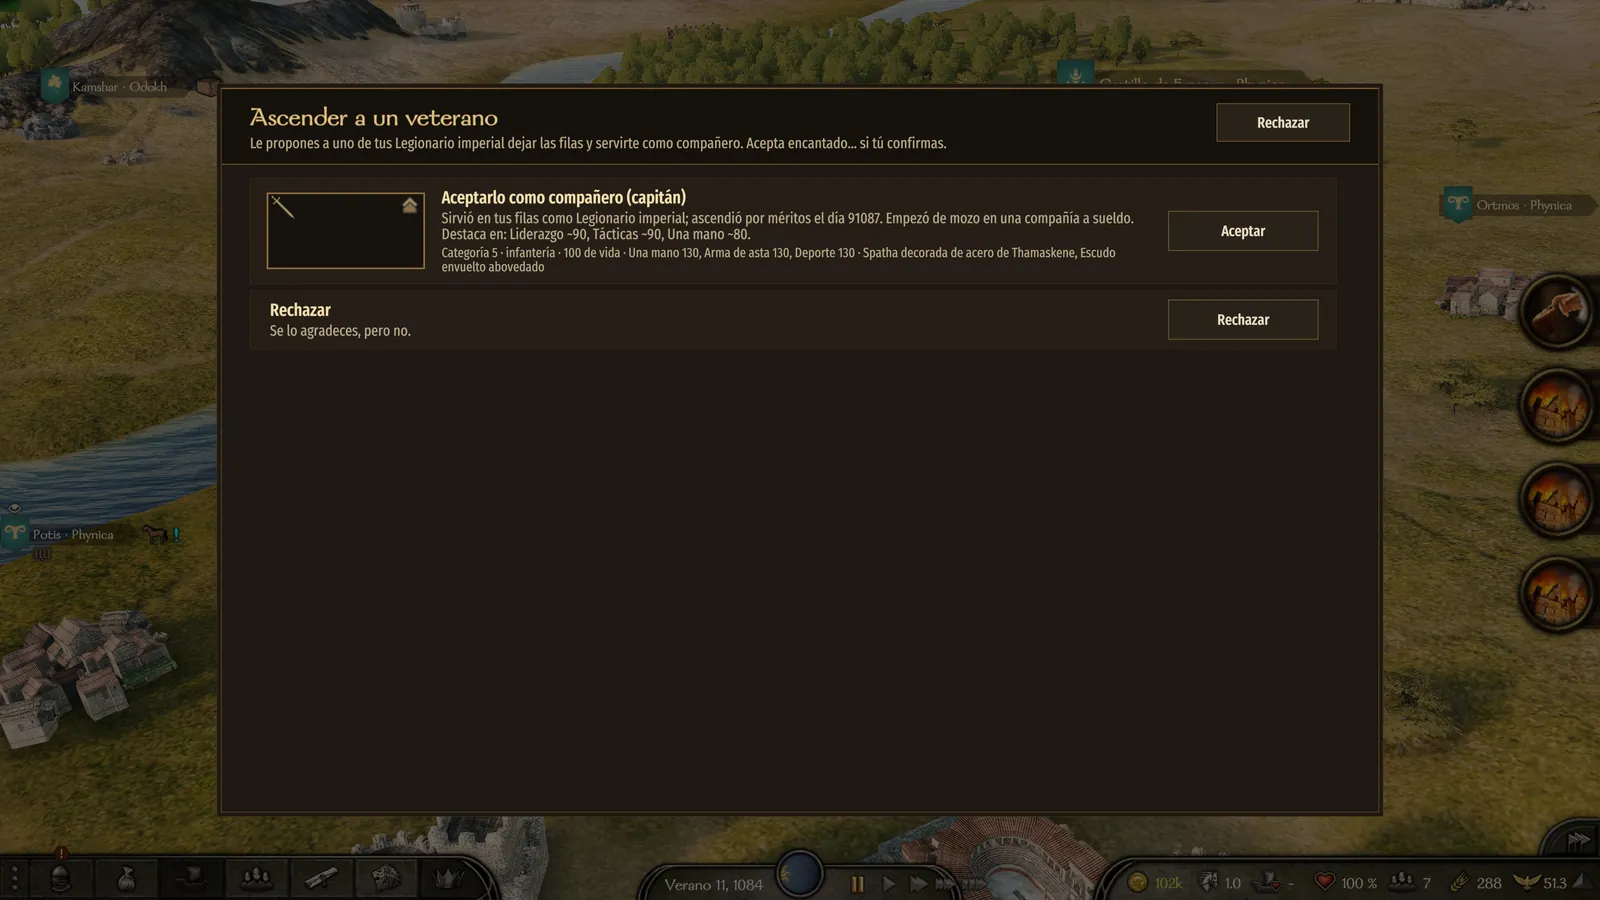 Kamshar · Odokh
Castillo de Epereon · Phynica
Ascender a un veterano
Le propones a uno de tus Legionario imperial dejar las filas y servirte como compañero. Acepta encantado... si tú confirmas.
Rechazar
Aceptarlo como compañero (capitán)
Sirvió en tus filas como Legionario imperial; ascendió por méritos el día 91087. Empezó de mozo en una compañía a sueldo.
Destaca en: Liderazgo ~90, Tácticas ~90, Una mano ~80.
Categoría 5 · infantería · 100 de vida · Una mano 130, Arma de asta 130, Deporte 130 · Spatha decorada de acero de Thamaskene, Escudo
envuelto abovedado
Aceptar
Ortmos · Phynica
Rechazar
Se lo agradeces, pero no.
Rechazar
Potis · Phynica
!
!
Verano 11, 1084
102k
1.0
-
100 %
7
288
51.3